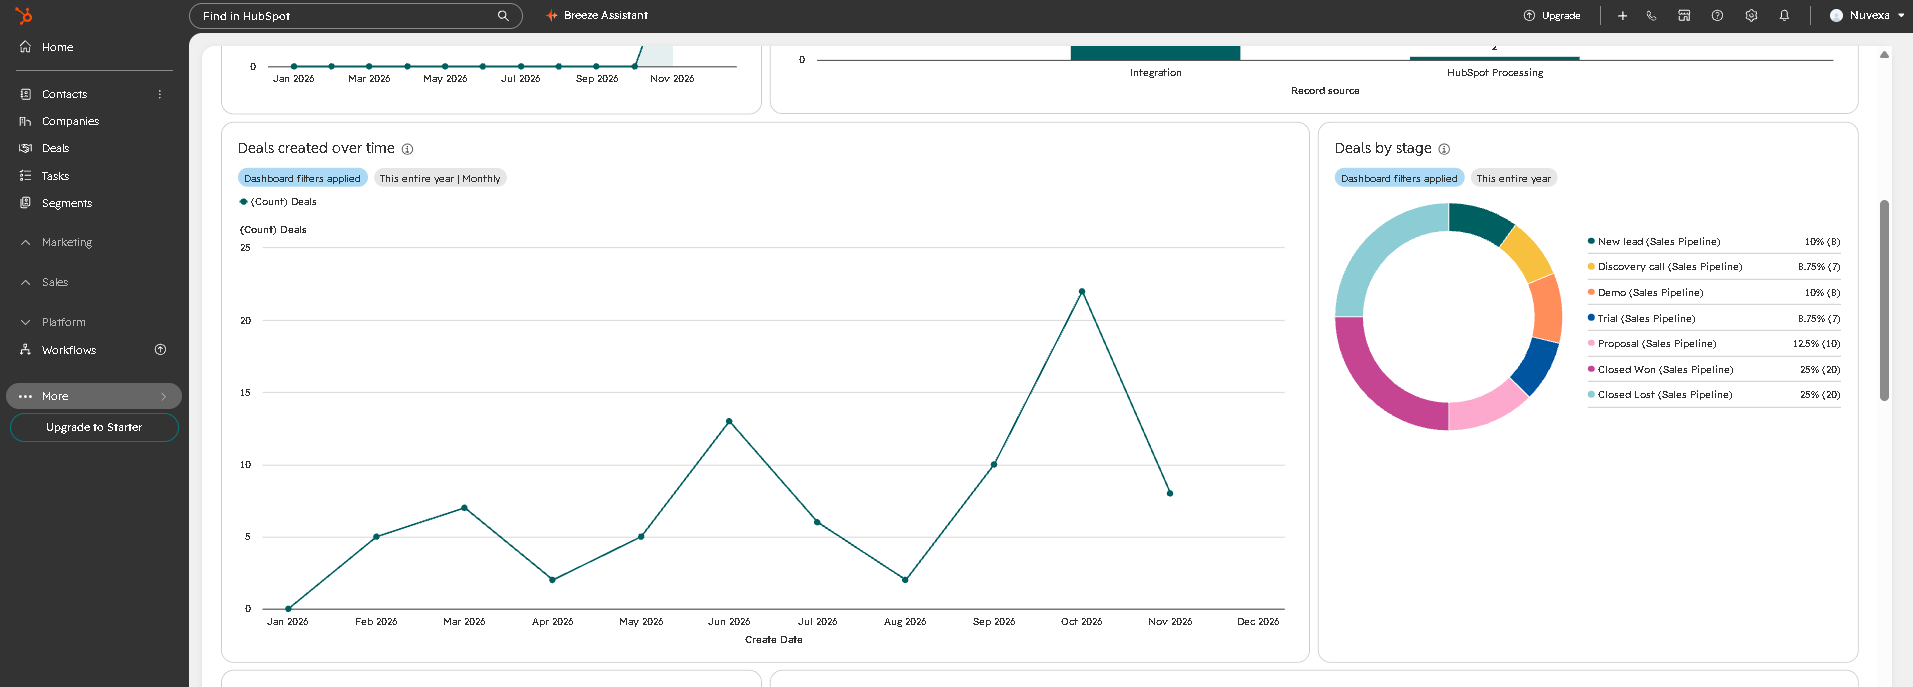 Find in HubSpot
Breeze Assistant
Upgrade
Nuvexa
Home
Contacts
Companies
Deals
Tasks
Segments
Marketing
Sales
Platform
Workflows
More
Upgrade to Starter
0
Jan 2026 Mar 2026 May 2026 Jul 2026 Sep 2026 Nov 2026
0
Integration HubSpot Processing
Record source
Deals created over time
Dashboard filters applied This entire year | Monthly
(Count) Deals
(Count) Deals
25
20
15
10
5
0
Jan 2026 Feb 2026 Mar 2026 Apr 2026 May 2026 Jun 2026 Jul 2026 Aug 2026 Sep 2026 Oct 2026 Nov 2026 Dec 2026
Create Date
Deals by stage
Dashboard filters applied This entire year
New lead (Sales Pipeline) 10% (8)
Discovery call (Sales Pipeline) 8.75% (7)
Demo (Sales Pipeline) 10% (8)
Trial (Sales Pipeline) 8.75% (7)
Proposal (Sales Pipeline) 12.5% (10)
Closed Won (Sales Pipeline) 25% (20)
Closed Lost (Sales Pipeline) 25% (20)